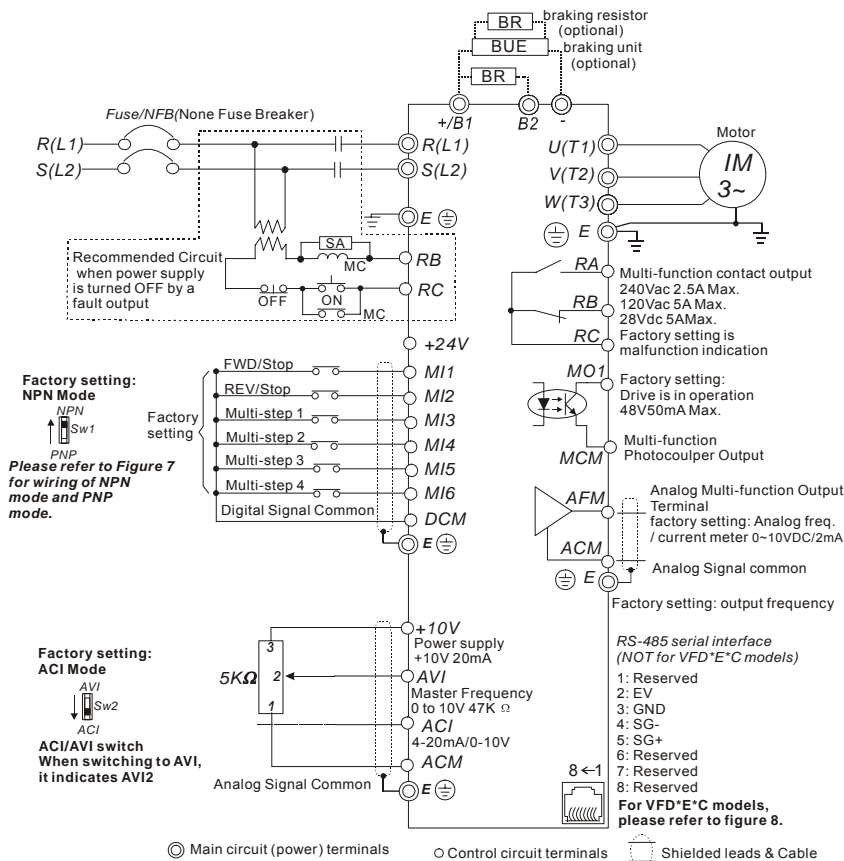 BR
braking resistor
(optional)
BUE
braking unit
(optional)
BR
Fuse/NFB(None Fuse Breaker)
+/B1
B2
-
R(L1)
R(L1)
S(L2)
S(L2)
E
Recommended Circuit
when power supply
is turned OFF by a
fault output
SA
MC
RB
OFF
ON
MC
RC
Motor
IM
3~
U(T1)
V(T2)
W(T3)
E
RA
RB
RC
Multi-function contact output
240Vac 2.5A Max.
120Vac 5A Max.
28Vdc 5AMax.
Factory setting is
malfunction indication
+24V
Factory setting:
NPN Mode
NPN
Sw1
PNP
Please refer to Figure 7
for wiring of NPN
mode and PNP
mode.
Factory
setting
FWD/Stop
MI1
REV/Stop
MI2
Multi-step 1
MI3
Multi-step 2
MI4
Multi-step 3
MI5
Multi-step 4
MI6
Digital Signal Common
DCM
E
MO1
Factory setting:
Drive is in operation
48V50mA Max.
MCM
Multi-function
Photocoulper Output
AFM
Analog Multi-function Output
Terminal
factory setting: Analog freq.
/ current meter 0~10VDC/2mA
ACM
Analog Signal common
E
Factory setting: output frequency
Factory setting:
ACI Mode
AVI
Sw2
ACI
ACI/AVI switch
When switching to AVI,
it indicates AVI2
5KΩ
3
2
1
+10V
Power supply
+10V 20mA
AVI
Master Frequency
0 to 10V 47K Ω
ACI
4-20mA/0-10V
ACM
Analog Signal Common
E
RS-485 serial interface
(NOT for VFD*E*C models)
1: Reserved
2: EV
3: GND
4: SG-
5: SG+
6: Reserved
7: Reserved
8: Reserved
For VFD*E*C models,
please refer to figure 8.
8←1
Main circuit (power) terminals
Control circuit terminals
Shielded leads & Cable